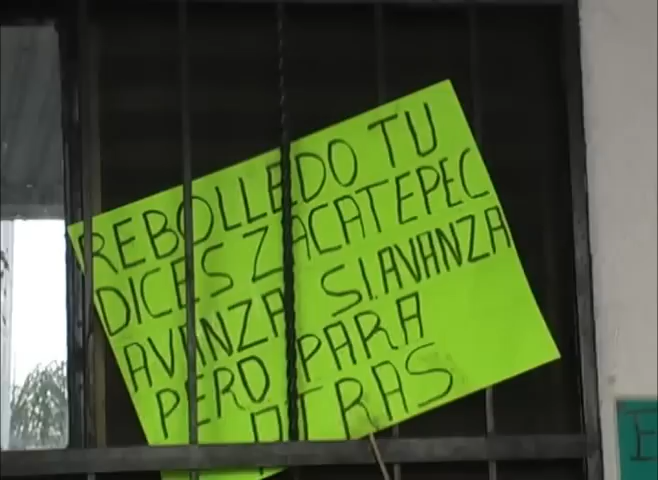 REBOLLEDO TU
DICES ZACATEPEC
AVANZA SI.AVANZA
PERO PARA
ATRAS